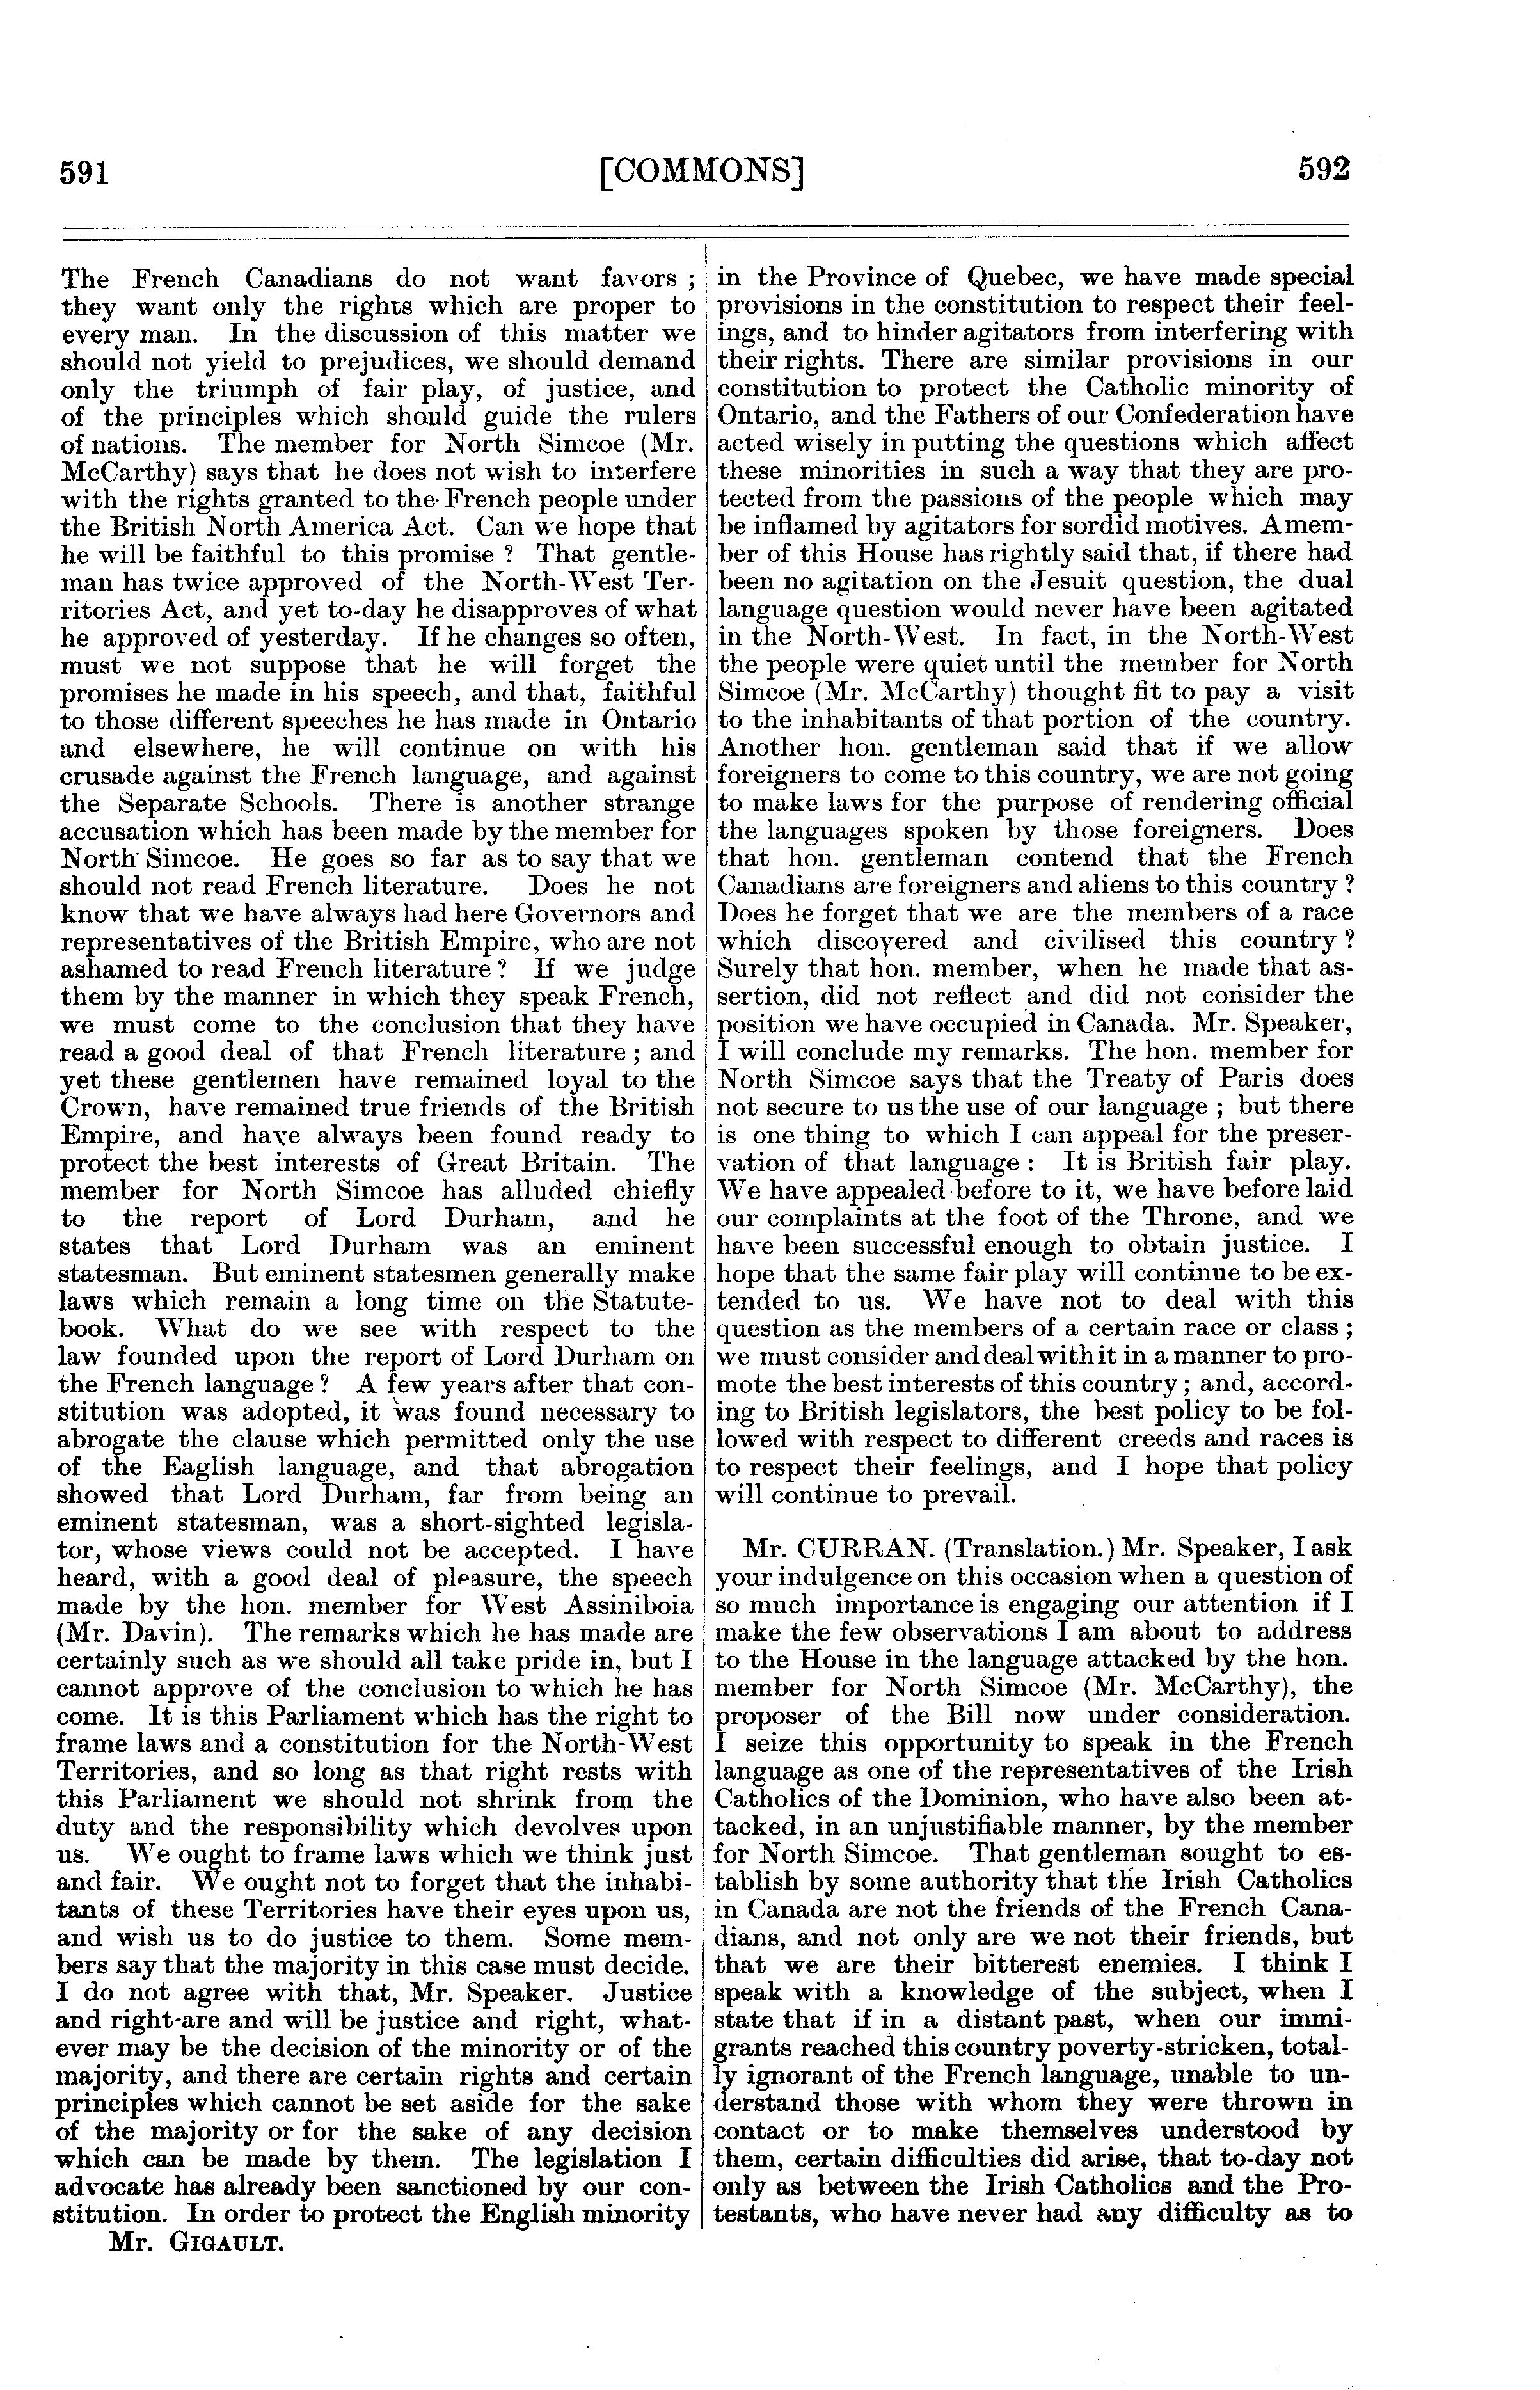 591
[COMMONS]
592
The French Canadians do not want favors ;
they want only the rights which are proper to
every man. In the discussion of this matter we
should not yield to prejudices, we should demand
only the triumph of fair play, of justice, and
of the principles which should guide the rulers
of nations. The member for North Simcoe (Mr.
McCarthy) says that he does not wish to interfere
with the rights granted to the French people under
the British North America Act. Can we hope that
he will be faithful to this promise ? That gentle-
man has twice approved of the North-West Ter-
ritories Act, and yet to-day he disapproves of what
he approved of yesterday. If he changes so often,
must we not suppose that he will forget the
promises he made in his speech, and that, faithful
to those different speeches he has made in Ontario
and elsewhere, he will continue on with his
crusade against the French language, and against
the Separate Schools. There is another strange
accusation which has been made by the member for
North Simcoe. He goes so far as to say that we
should not read French literature. Does he not
know that we have always had here Governors and
representatives of the British Empire, who are not
ashamed to read French literature ? If we judge
them by the manner in which they speak French,
we must come to the conclusion that they have
read a good deal of that French literature ; and
yet these gentlemen have remained loyal to the
Crown, have remained true friends of the British
Empire, and have always been found ready to
protect the best interests of Great Britain. The
member for North Simcoe has alluded chiefly
to the report of Lord Durham, and he
states that Lord Durham was an eminent
statesman. But eminent statesmen generally make
laws which remain a long time on the Statute-
book. What do we see with respect to the
law founded upon the report of Lord Durham on
the French language ? A few years after that con-
stitution was adopted, it was found necessary to
abrogate the clause which permitted only the use
of the Eaglish language, and that abrogation
showed that Lord Durham, far from being an
eminent statesman, was a short-sighted legisla-
tor, whose views could not be accepted. I have
heard, with a good deal of pleasure, the speech
made by the hon. member for West Assiniboia
(Mr. Davin). The remarks which he has made are
certainly such as we should all take pride in, but I
cannot approve of the conclusion to which he has
come. It is this Parliament which has the right to
frame laws and a constitution for the North-West
Territories, and so long as that right rests with
this Parliament we should not shrink from the
duty and the responsibility which devolves upon
us. We ought to frame laws which we think just
and fair. We ought not to forget that the inhabi-
tants of these Territories have their eyes upon us,
and wish us to do justice to them. Some mem-
bers say that the majority in this case must decide.
I do not agree with that, Mr. Speaker. Justice
and right are and will be justice and right, what-
ever may be the decision of the minority or of the
majority, and there are certain rights and certain
principles which cannot be set aside for the sake
of the majority or for the sake of any decision
which can be made by them. The legislation I
advocate has already been sanctioned by our con-
stitution. In order to protect the English minority
Mr. GIGAULT.
in the Province of Quebec, we have made special
provisions in the constitution to respect their feel-
ings, and to hinder agitators from interfering with
their rights. There are similar provisions in our
constitution to protect the Catholic minority of
Ontario, and the Fathers of our Confederation have
acted wisely in putting the questions which affect
these minorities in such a way that they are pro-
tected from the passions of the people which may
be inflamed by agitators for sordid motives. A mem-
ber of this House has rightly said that, if there had
been no agitation on the Jesuit question, the dual
language question would never have been agitated
in the North-West. In fact, in the North-West
the people were quiet until the member for North
Simcoe (Mr. McCarthy) thought fit to pay a visit
to the inhabitants of that portion of the country.
Another hon. gentleman said that if we allow
foreigners to come to this country, we are not going
to make laws for the purpose of rendering official
the languages spoken by those foreigners. Does
that hon. gentleman contend that the French
Canadians are foreigners and aliens to this country ?
Does he forget that we are the members of a race
which discovered and civilised this country ?
Surely that hon. member, when he made that as-
sertion, did not reflect and did not consider the
position we have occupied in Canada. Mr. Speaker,
I will conclude my remarks. The hon. member for
North Simcoe says that the Treaty of Paris does
not secure to us the use of our language ; but there
is one thing to which I can appeal for the preser-
vation of that language : It is British fair play.
We have appealed before to it, we have before laid
our complaints at the foot of the Throne, and we
have been successful enough to obtain justice. I
hope that the same fair play will continue to be ex-
tended to us. We have not to deal with this
question as the members of a certain race or class ;
we must consider and deal with it in a manner to pro-
mote the best interests of this country ; and, accord-
ing to British legislators, the best policy to be fol-
lowed with respect to different creeds and races is
to respect their feelings, and I hope that policy
will continue to prevail.
Mr. CURRAN. (Translation.) Mr. Speaker, I ask
your indulgence on this occasion when a question of
so much importance is engaging our attention if I
make the few observations I am about to address
to the House in the language attacked by the hon.
member for North Simcoe (Mr. McCarthy), the
proposer of the Bill now under consideration.
I seize this opportunity to speak in the French
language as one of the representatives of the Irish
Catholics of the Dominion, who have also been at-
tacked, in an unjustifiable manner, by the member
for North Simcoe. That gentleman sought to es-
tablish by some authority that the Irish Catholics
in Canada are not the friends of the French Cana-
dians, and not only are we not their friends, but
that we are their bitterest enemies. I think I
speak with a knowledge of the subject, when I
state that if in a distant past, when our immi-
grants reached this country poverty-stricken, total-
ly ignorant of the French language, unable to un-
derstand those with whom they were thrown in
contact or to make themselves understood by
them, certain difficulties did arise, that to-day not
only as between the Irish Catholics and the Pro-
testants, who have never had any difficulty as to